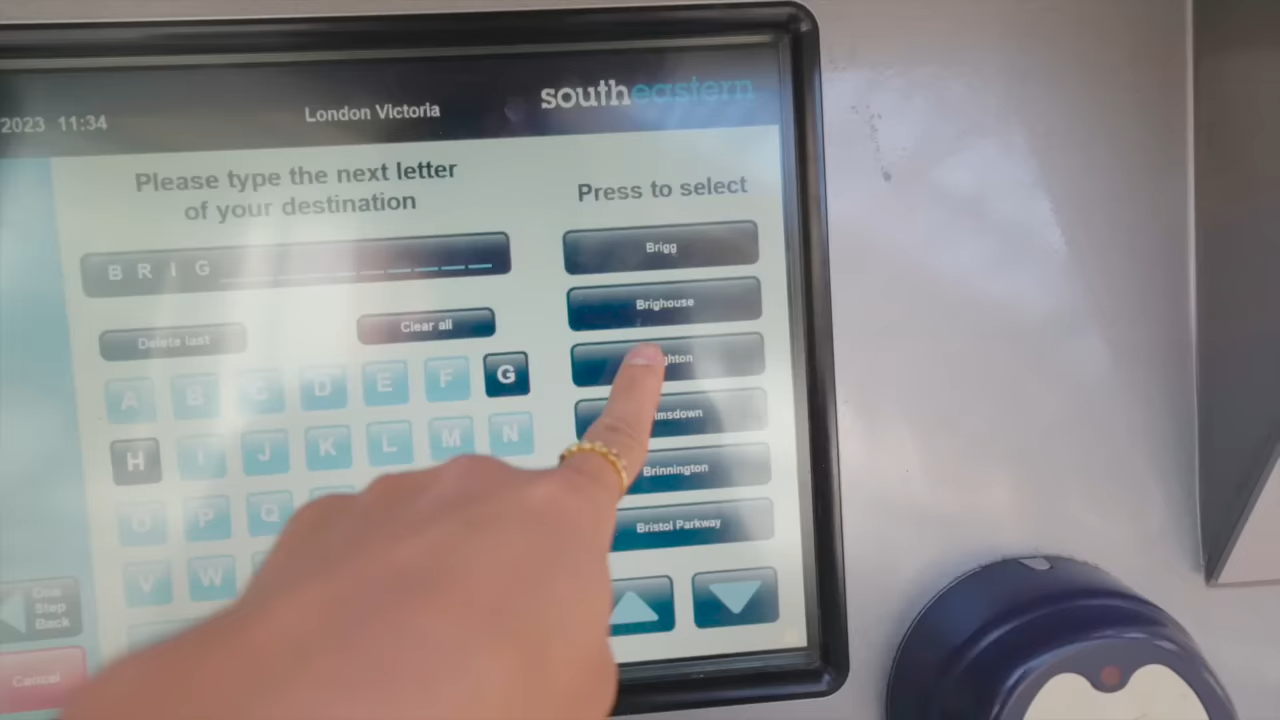 2023 11:34
London Victoria
southeastern
Please type the next letter
of your destination
Press to select
B R I G
Brigg
Brighouse
ghton
imsdown
Brinnington
Bristol Parkway
Delete last
Clear all
A B C D E F G
H I J K L M N
O P Q
V W
One
Step
Back
Cancel